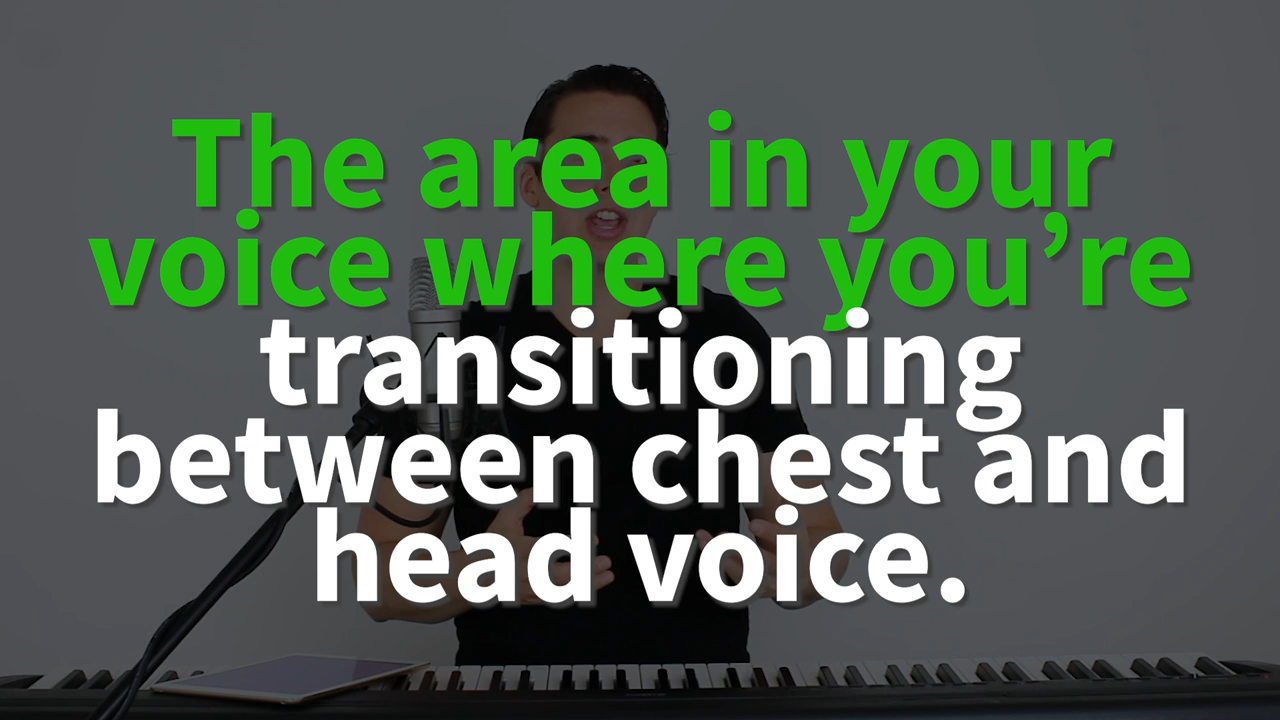 The area in your
voice where you’re
transitioning
between chest and
head voice.